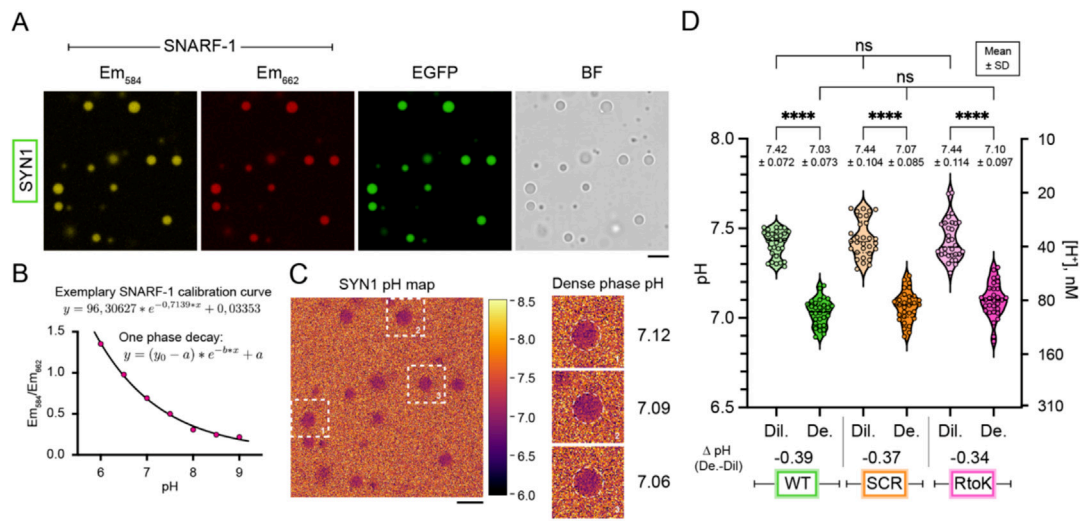 A
SNARF-1
Em584
Em662
EGFP
BF
SYN1
B
Exemplary SNARF-1 calibration curve
y = 96,30627 * e^−0,7139*x + 0,03353
One phase decay:
y = (y0 − a) * e^−b*x + a
Em584/Em662
1.5
1.0
0.5
0.0
6
7
8
9
pH
C
SYN1 pH map
2
3
1
8.5
8.0
7.5
7.0
6.5
6.0
Dense phase pH
7.12
7.09
7.06
D
Mean
± SD
ns
ns
**** **** ****
7.42 7.03 7.44 7.07 7.44 7.10
± 0.072 ± 0.073 ± 0.104 ± 0.085 ± 0.114 ± 0.097
pH
8.0
7.5
7.0
6.5
10
20
40
80
160
310
[H+], nM
Dil. De. Dil. De. Dil. De.
Δ pH
(De.-Dil)
-0.39 -0.37 -0.34
WT SCR RtoK